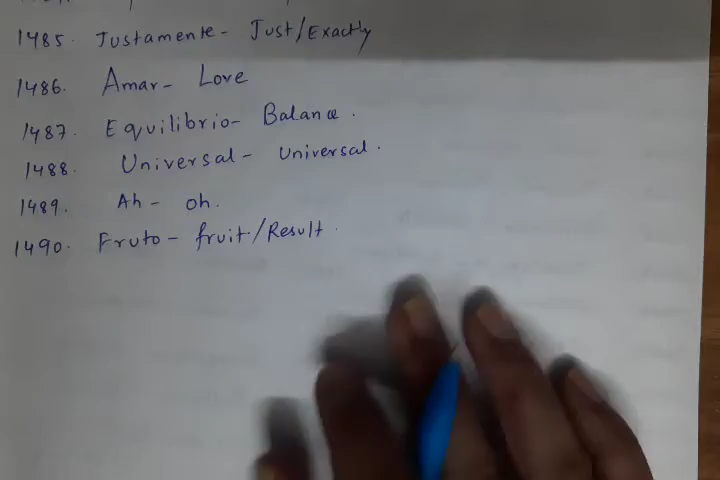 1485. Justamente - Just/Exactly
1486. Amar - Love
1487. Equilibrio - Balance.
1488. Universal - Universal.
1489. Ah - oh.
1490. Fruto - fruit/Result.